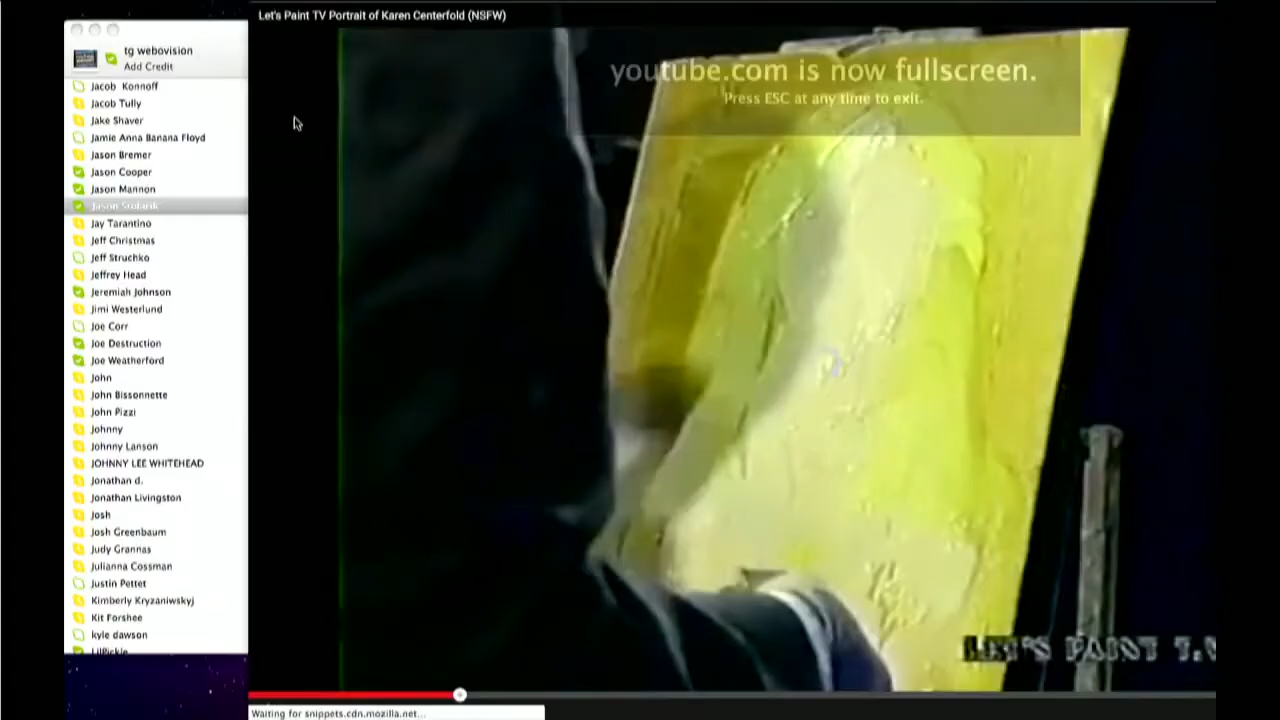 Let's Paint TV Portrait of Karen Centerfold (NSFW)
youtube.com is now fullscreen.
Press ESC at any time to exit.
tg webovision
Add Credit
Jacob Konnoff
Jacob Tully
Jake Shaver
Jamie Anna Banana Floyd
Jason Bremer
Jason Cooper
Jason Mannon
Jason
Jay Tarantino
Jeff Christmas
Jeff Struchko
Jeffrey Head
Jeremiah Johnson
Jimi Westerlund
Joe Corr
Joe Destruction
Joe Weatherford
John
John Bissonnette
John Pizzi
Johnny
Johnny Lanson
JOHNNY LEE WHITEHEAD
Jonathan d.
Jonathan Livingston
Josh
Josh Greenbaum
Judy Grannas
Julianna Cossman
Justin Pettet
Kimberly Kryzaniwskyj
Kit Forshee
kyle dawson
LilPickle
LET'S PAINT T.V
Waiting for snippets.cdn.mozilla.net...